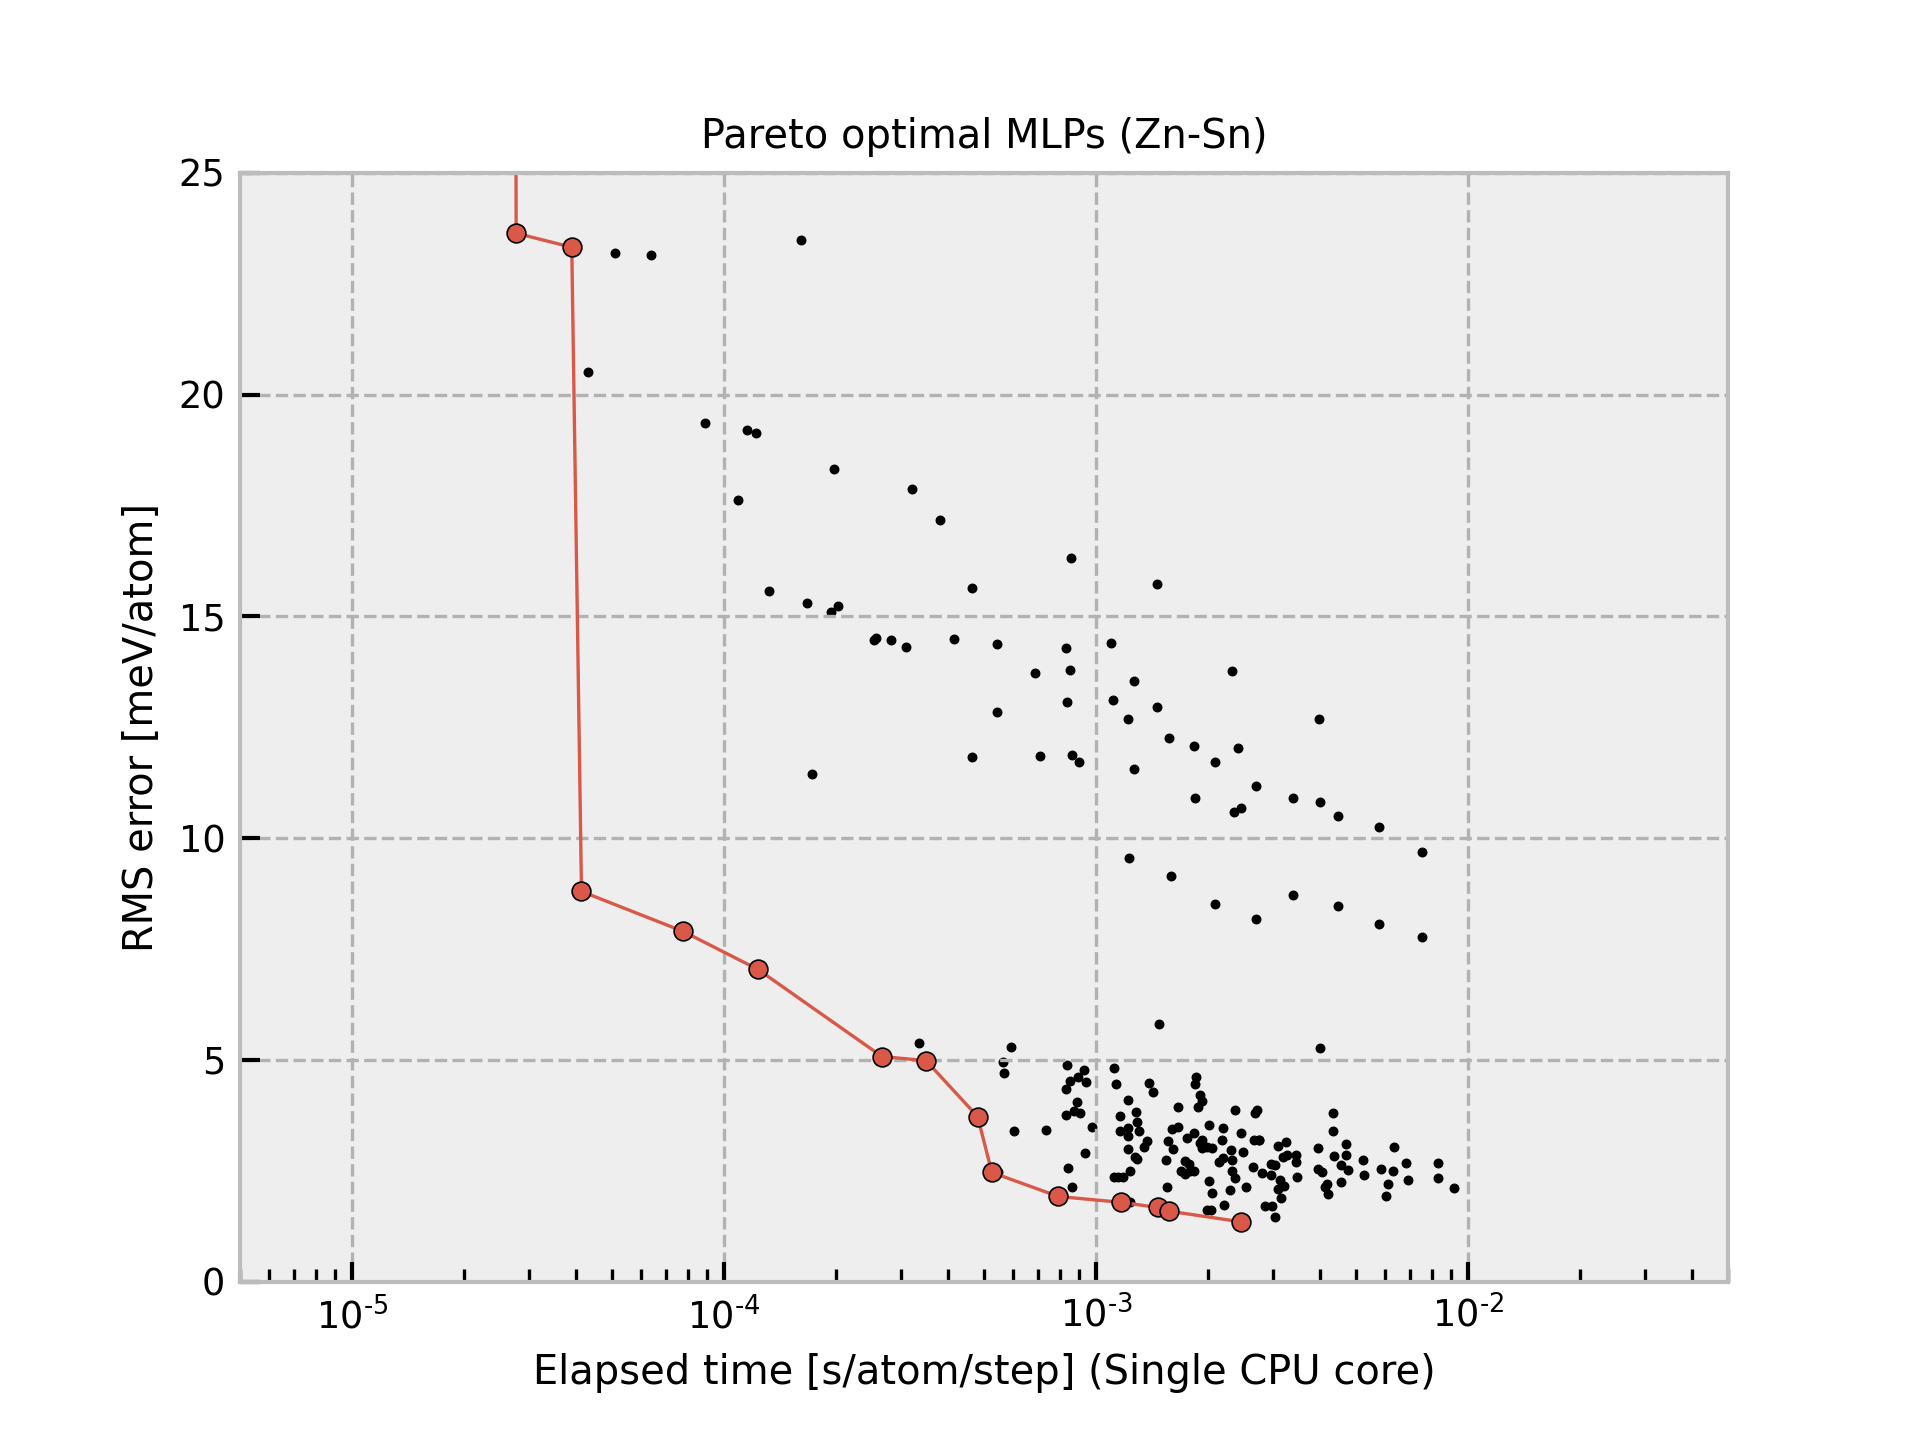 Pareto optimal MLPs (Zn-Sn)
RMS error [meV/atom]
25
20
15
10
5
0
10^-5 10^-4 10^-3 10^-2
Elapsed time [s/atom/step] (Single CPU core)